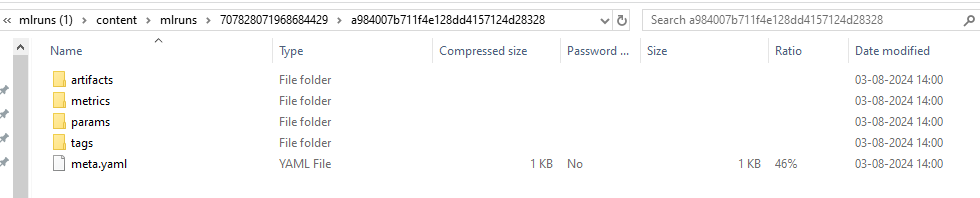 « mlruns (1) > content > mlruns > 707828071968684429 > a984007b711f4e128dd4157124d28328 Search a984007b711f4e128dd4157124d28328
Name Type Compressed size Password ... Size Ratio Date modified
artifacts File folder 03-08-2024 14:00
metrics File folder 03-08-2024 14:00
params File folder 03-08-2024 14:00
tags File folder 03-08-2024 14:00
meta.yaml YAML File 1 KB No 1 KB 46% 03-08-2024 14:00